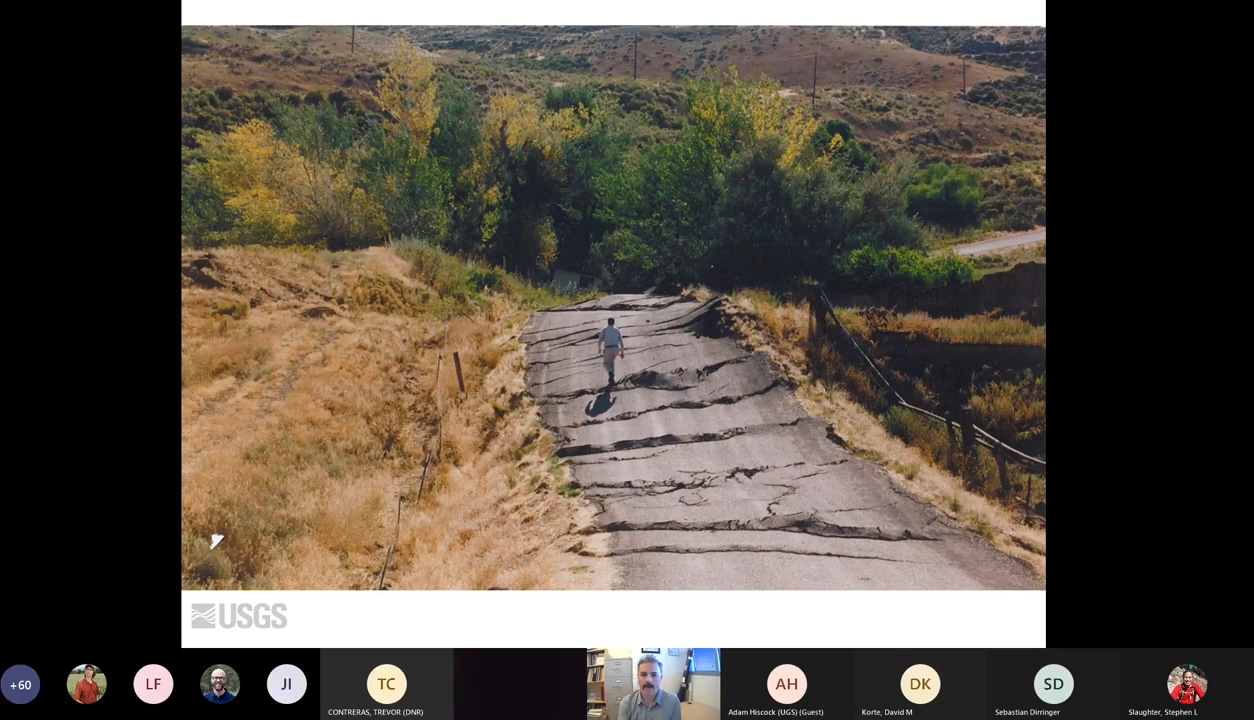 USGS
+60
LF
JI
TC
CONTRERAS, TREVOR (DNR)
AH
Adam Hiscock (UGS) (Guest)
DK
Korte, David M
SD
Sebastian Dirringer
Slaughter, Stephen L